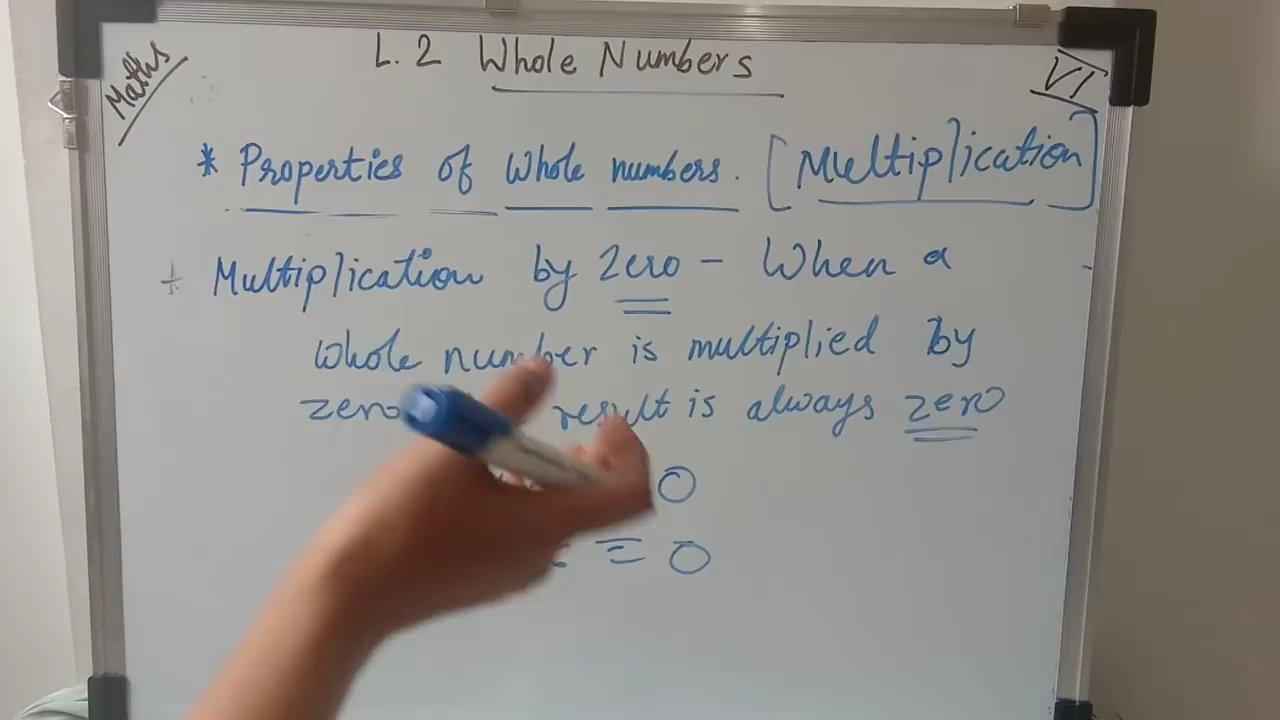 Maths
L.2 Whole Numbers
VI
* Properties of Whole numbers. [Multiplication]
+ Multiplication by Zero - When a
whole number is multiplied by
zero result is always zero
0
= 0